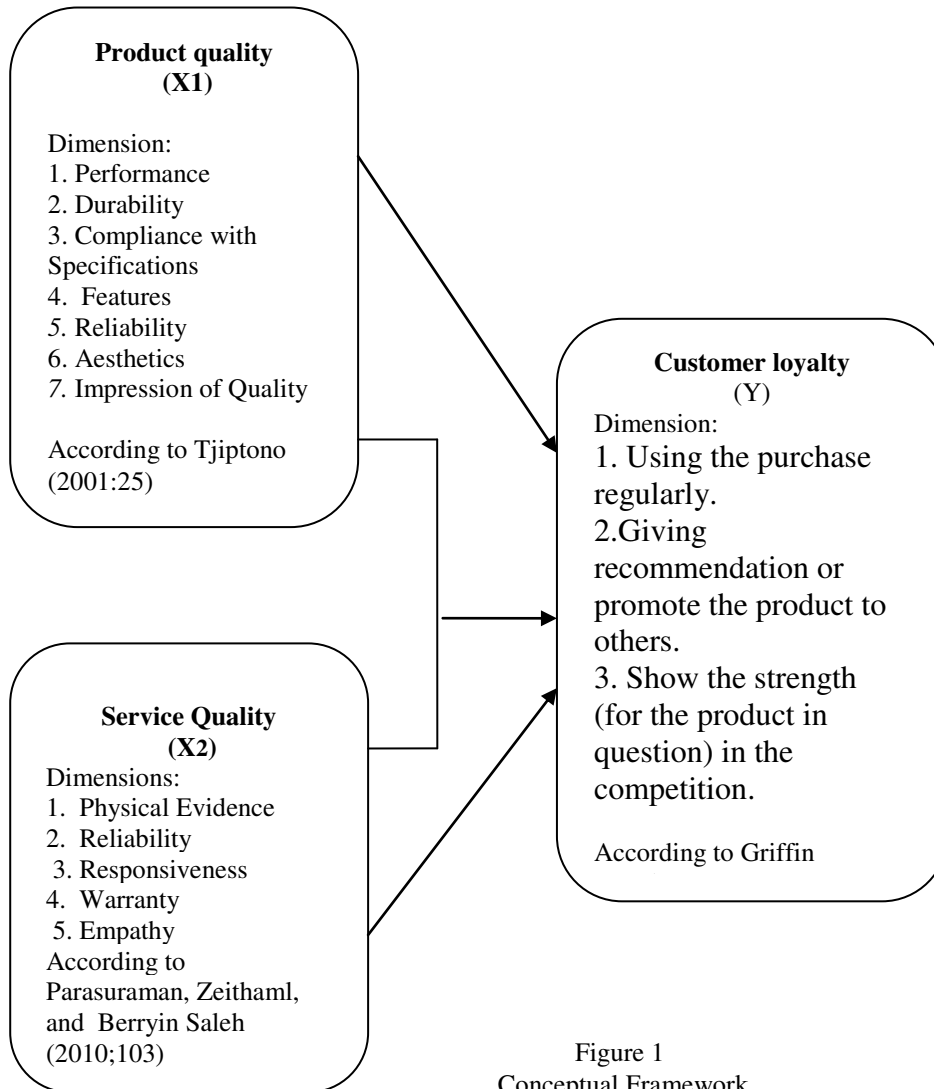 Product quality
(X1)
Dimension:
1. Performance
2. Durability
3. Compliance with
Specifications
4. Features
5. Reliability
6. Aesthetics
7. Impression of Quality
According to Tjiptono
(2001:25)
Customer loyalty
(Y)
Dimension:
1. Using the purchase
regularly.
2.Giving
recommendation or
promote the product to
others.
3. Show the strength
(for the product in
question) in the
competition.
According to Griffin
Service Quality
(X2)
Dimensions:
1. Physical Evidence
2. Reliability
3. Responsiveness
4. Warranty
5. Empathy
According to
Parasuraman, Zeithaml,
and Berryin Saleh
(2010;103)
Figure 1
Conceptual Framework